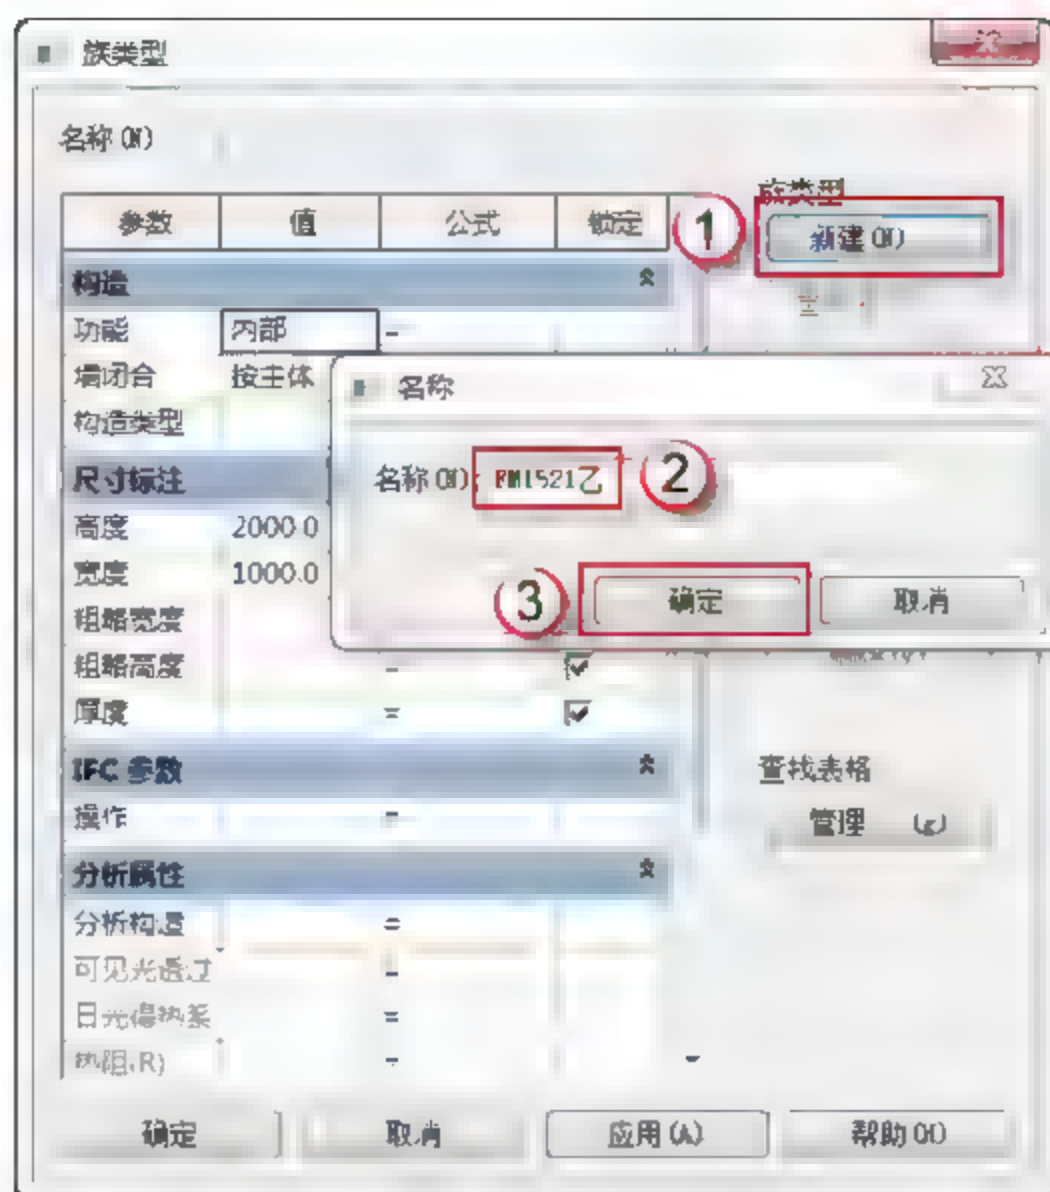 族类型
名称(N)
族类型
参数 值 公式 锁定
① 新建(N)
构造
功能 内部 =
墙闭合 按主体
构造类型
尺寸标注
高度 2000.0
宽度 1000.0
粗略宽度
粗略高度 =
厚度 =
名称
名称(N): FM1521乙 ②
③ 确定 取消
IFC 参数
操作 =
分析属性
分析构造 =
可见光透过 =
日光得热系 =
热阻(R) =
查找表格
管理 (G)
确定 取消 应用(A) 帮助(H)